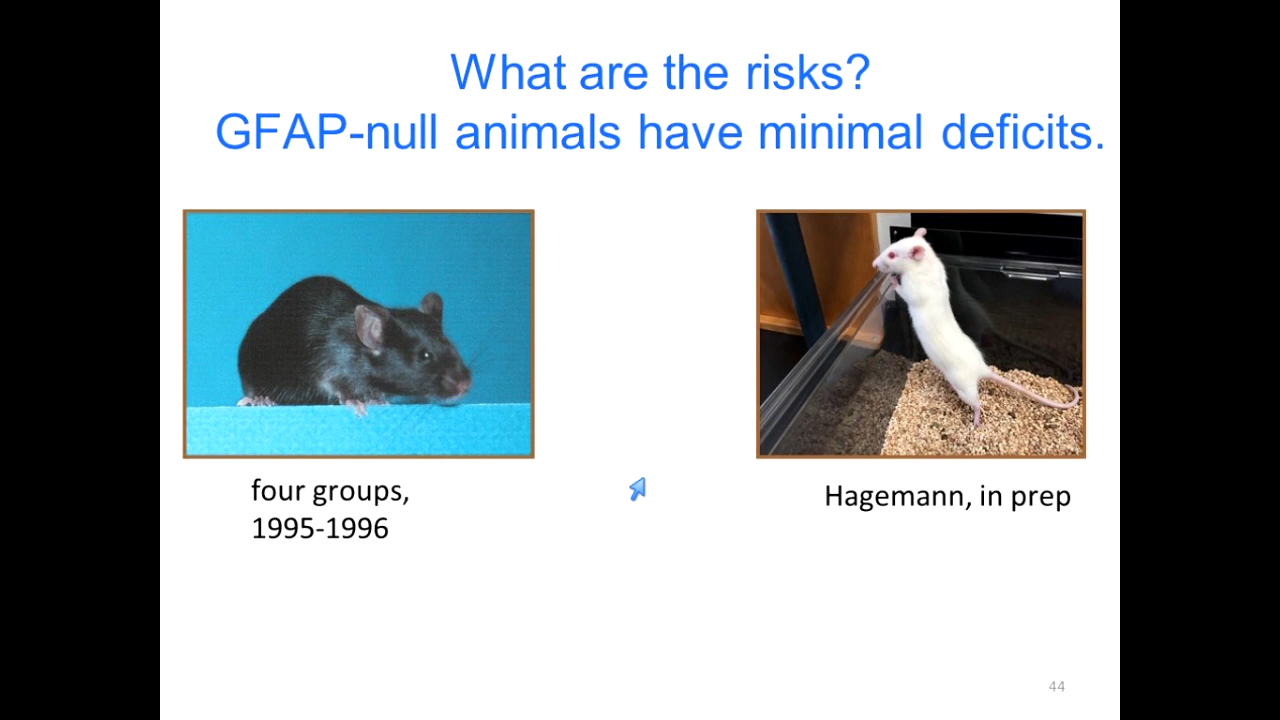 What are the risks?
GFAP-null animals have minimal deficits.
four groups,
1995-1996
Hagemann, in prep
44